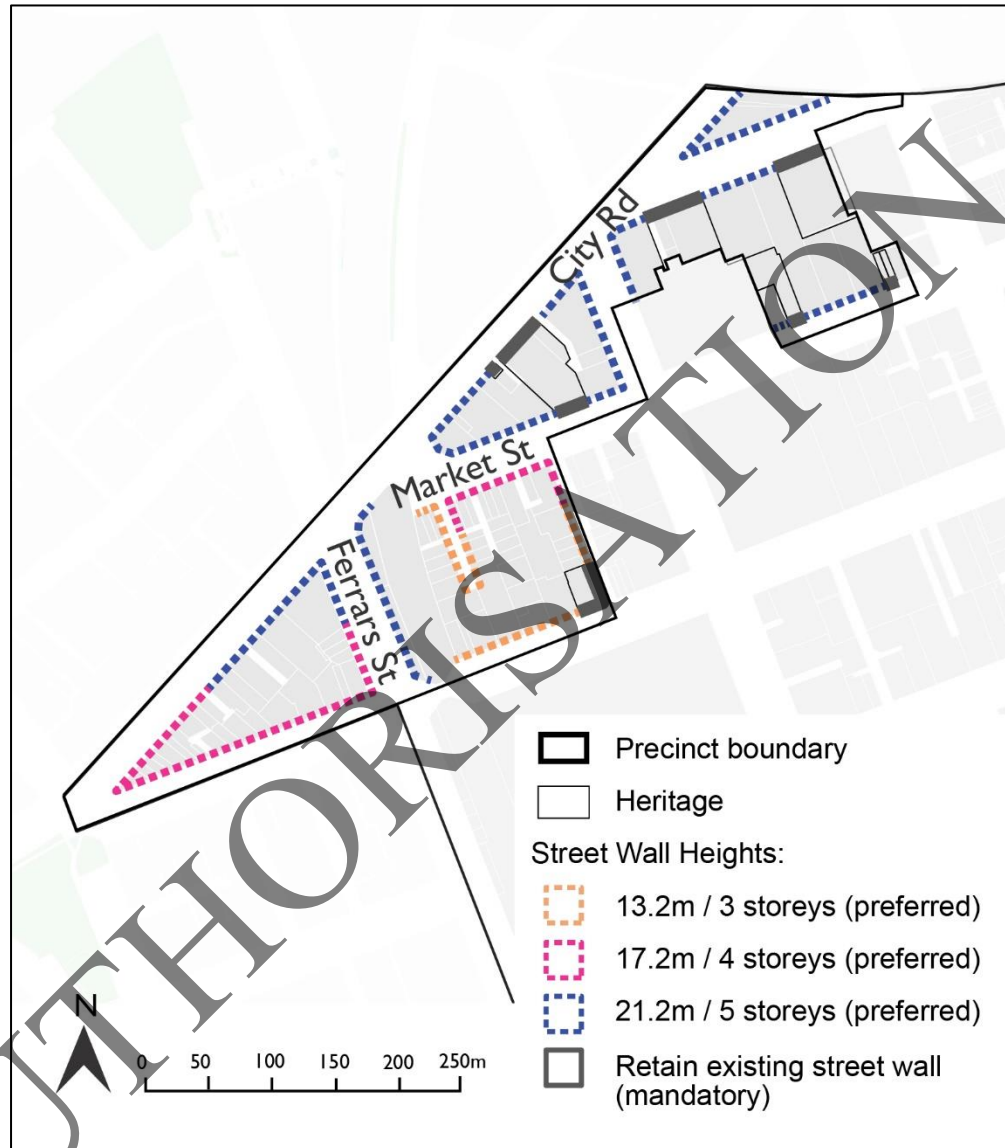 City Rd
Market St
Ferrars St
Precinct boundary
Heritage
Street Wall Heights:
13.2m / 3 storeys (preferred)
17.2m / 4 storeys (preferred)
21.2m / 5 storeys (preferred)
Retain existing street wall
(mandatory)
N
0 50 100 150 200 250m
UTHORISATION